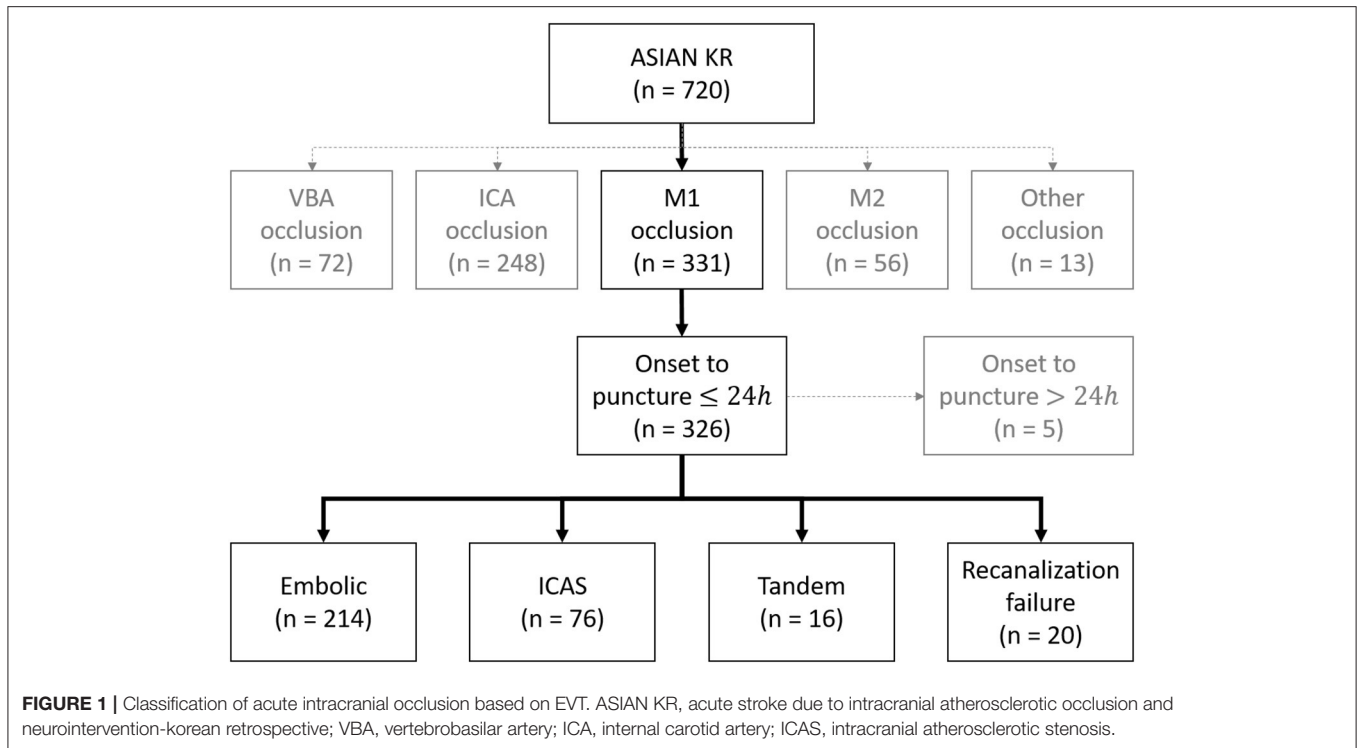 ASIAN KR
(n = 720)
VBA
occlusion
(n = 72)
ICA
occlusion
(n = 248)
M1
occlusion
(n = 331)
M2
occlusion
(n = 56)
Other
occlusion
(n = 13)
Onset to
puncture ≤ 24h
(n = 326)
Onset to
puncture > 24h
(n = 5)
Embolic
(n = 214)
ICAS
(n = 76)
Tandem
(n = 16)
Recanalization
failure
(n = 20)
FIGURE 1 | Classification of acute intracranial occlusion based on EVT. ASIAN KR, acute stroke due to intracranial atherosclerotic occlusion and
neurointervention-korean retrospective; VBA, vertebrobasilar artery; ICA, internal carotid artery; ICAS, intracranial atherosclerotic stenosis.